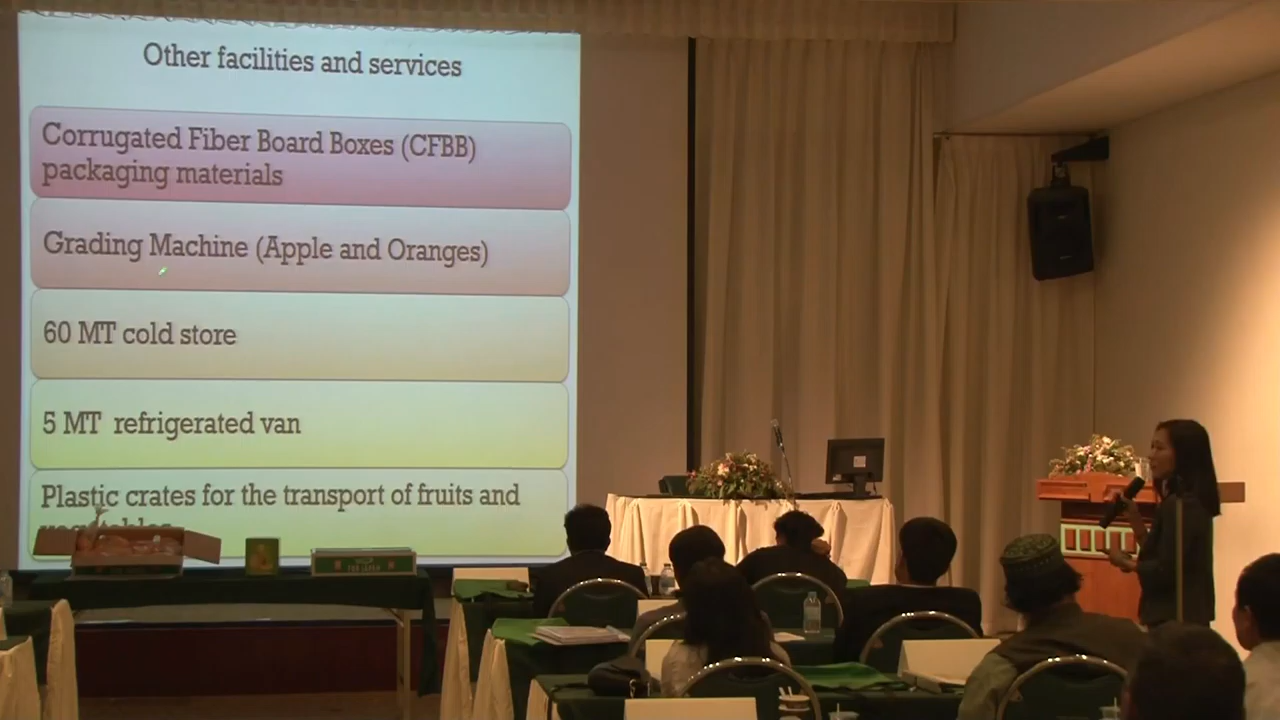 Other facilities and services
Corrugated Fiber Board Boxes (CFBB)
packaging materials
Grading Machine (Apple and Oranges)
60 MT cold store
5 MT refrigerated van
Plastic crates for the transport of fruits and
vegetables